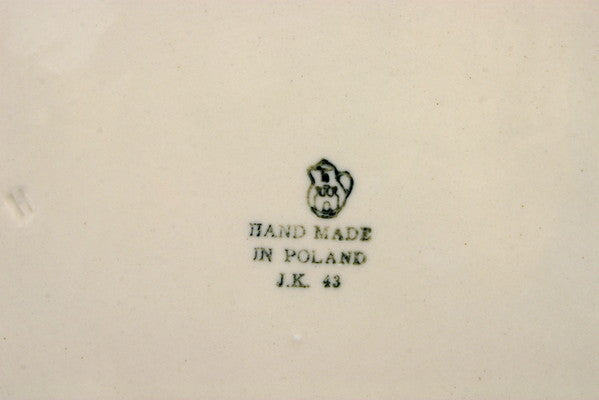 HAND MADE
IN POLAND
J.K. 43